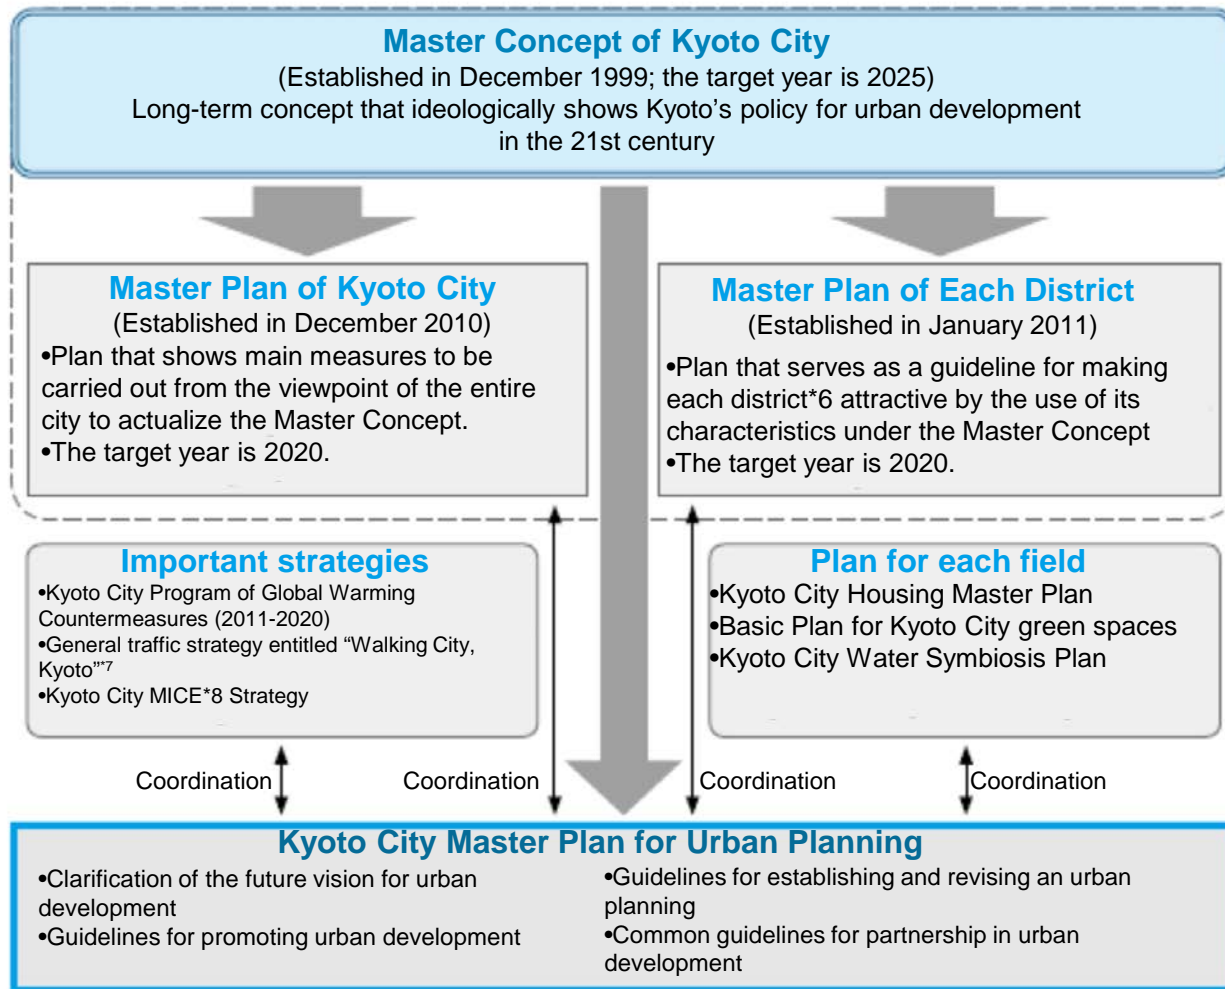 Master Concept of Kyoto City
(Established in December 1999; the target year is 2025)
Long-term concept that ideologically shows Kyoto’s policy for urban development
in the 21st century
Master Plan of Kyoto City
(Established in December 2010)
•Plan that shows main measures to be
carried out from the viewpoint of the entire
city to actualize the Master Concept.
•The target year is 2020.
Master Plan of Each District
(Established in January 2011)
•Plan that serves as a guideline for making
each district*6 attractive by the use of its
characteristics under the Master Concept
•The target year is 2020.
Important strategies
•Kyoto City Program of Global Warming
Countermeasures (2011-2020)
•General traffic strategy entitled “Walking City,
Kyoto”*7
•Kyoto City MICE*8 Strategy
Plan for each field
•Kyoto City Housing Master Plan
•Basic Plan for Kyoto City green spaces
•Kyoto City Water Symbiosis Plan
Coordination
Coordination
Coordination
Coordination
Kyoto City Master Plan for Urban Planning
•Clarification of the future vision for urban
development
•Guidelines for promoting urban development
•Guidelines for establishing and revising an urban
planning
•Common guidelines for partnership in urban
development